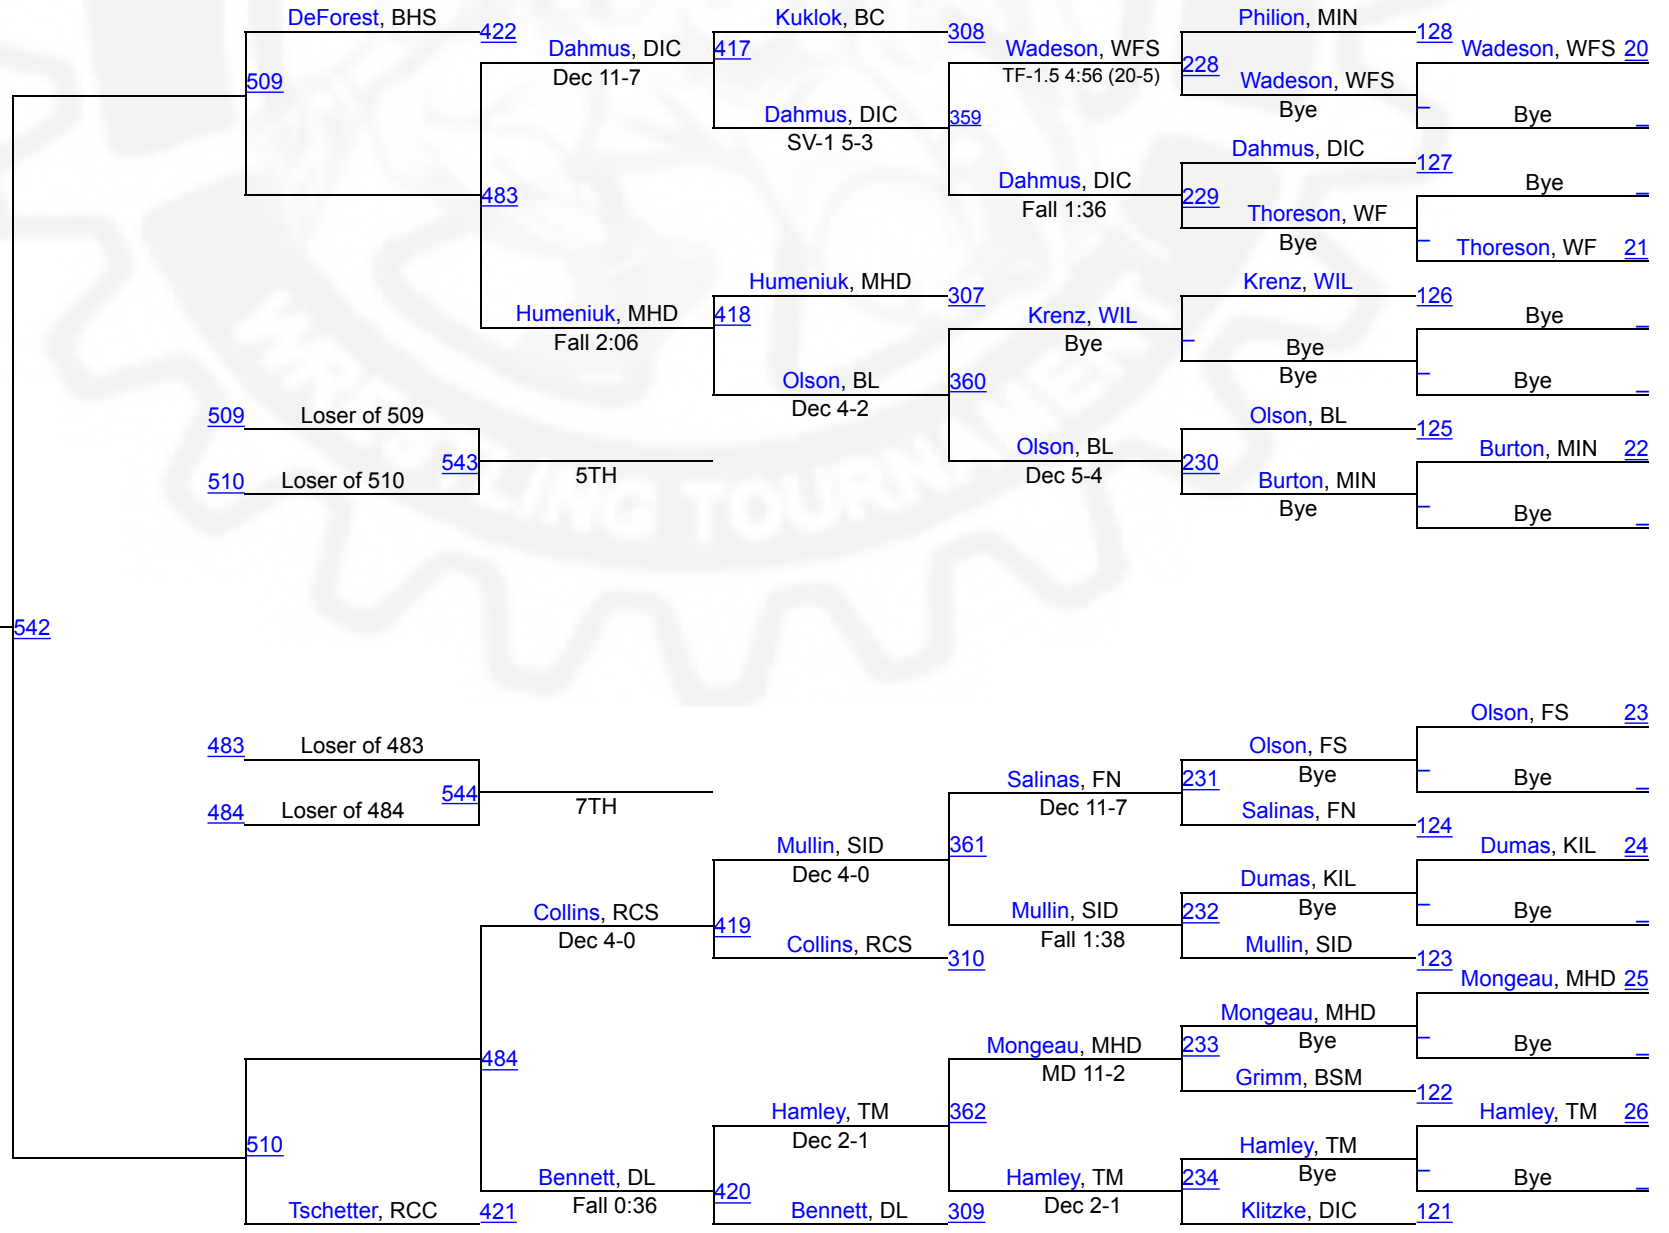 DeForest, BHS
422
Kuklok, BC
308
Philion, MIN
128
Dahmus, DIC
417
Wadeson, WFS
228
Wadeson, WFS 20
Dec 11-7
TF-1.5 4:56 (20-5)
509
Wadeson, WFS
Bye
–
Bye
_
Dahmus, DIC
359
SV-1 5-3
Dahmus, DIC
127
Dahmus, DIC
229
Bye
_
483
Fall 1:36
Thoreson, WF
Bye
–
Thoreson, WF 21
Humeniuk, MHD
307
Krenz, WIL
126
Humeniuk, MHD
418
Krenz, WIL
Bye
_
Fall 2:06
Bye
–
Bye
Bye
–
Bye
_
Olson, BL
360
Dec 4-2
509 Loser of 509
Olson, BL
125
543
5TH
Olson, BL
230
Burton, MIN 22
Dec 5-4
510 Loser of 510
Burton, MIN
Bye
–
Bye
_
542
Olson, FS 23
483 Loser of 483
Olson, FS
Bye
–
Bye
_
544
7TH
Salinas, FN
231
Dec 11-7
484 Loser of 484
Salinas, FN
124
Mullin, SID
361
Dumas, KIL 24
Dec 4-0
Dumas, KIL
Bye
–
Bye
_
Collins, RCS
419
Mullin, SID
232
Dec 4-0
Fall 1:38
Collins, RCS
310
Mullin, SID
123
Mongeau, MHD 25
Mongeau, MHD
Bye
–
Bye
_
484
Mongeau, MHD
233
MD 11-2
Grimm, BSM
122
Hamley, TM
362
Hamley, TM 26
Dec 2-1
510
Hamley, TM
Bye
–
Bye
_
Bennett, DL
420
Hamley, TM
234
Fall 0:36
Dec 2-1
Tschetter, RCC
421
Bennett, DL
309
Klitzke, DIC
121
WRESTLING TOURNAMENT